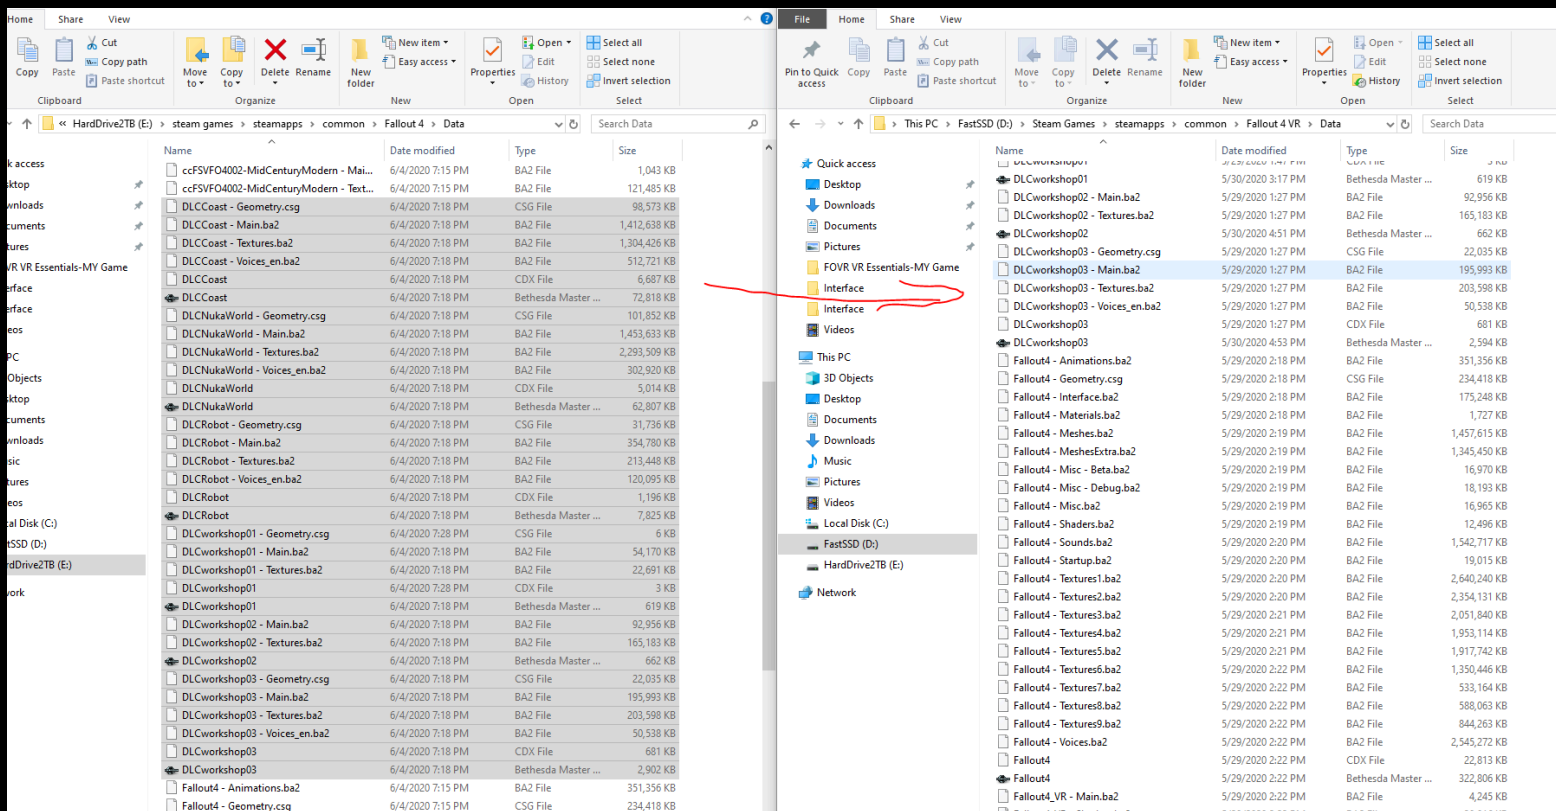 Home Share View
Copy Paste Cut Copy path Paste shortcut
Move to Copy to Delete Rename
New folder New item Easy access
Properties Open Edit History
Select all Select none Invert selection
Clipboard Organize New Open Select
« HardDrive2TB (E:) > steam games > steamapps > common > Fallout 4 > Data
Search Data
Name Date modified Type Size
ccFSVFO4002-MidCenturyModern - Mai... 6/4/2020 7:15 PM BA2 File 1,043 KB
ccFSVFO4002-MidCenturyModern - Text... 6/4/2020 7:15 PM BA2 File 121,485 KB
DLCCoast - Geometry.csg 6/4/2020 7:18 PM CSG File 98,573 KB
DLCCoast - Main.ba2 6/4/2020 7:18 PM BA2 File 1,412,638 KB
DLCCoast - Textures.ba2 6/4/2020 7:18 PM BA2 File 1,304,426 KB
DLCCoast - Voices_en.ba2 6/4/2020 7:18 PM BA2 File 512,721 KB
DLCCoast 6/4/2020 7:18 PM CDX File 6,687 KB
DLCCoast 6/4/2020 7:18 PM Bethesda Master ... 72,818 KB
DLCNukaWorld - Geometry.csg 6/4/2020 7:18 PM CSG File 101,852 KB
DLCNukaWorld - Main.ba2 6/4/2020 7:18 PM BA2 File 1,453,633 KB
DLCNukaWorld - Textures.ba2 6/4/2020 7:18 PM BA2 File 2,293,509 KB
DLCNukaWorld - Voices_en.ba2 6/4/2020 7:18 PM BA2 File 302,920 KB
DLCNukaWorld 6/4/2020 7:18 PM CDX File 5,014 KB
DLCNukaWorld 6/4/2020 7:18 PM Bethesda Master ... 62,807 KB
DLCRobot - Geometry.csg 6/4/2020 7:18 PM CSG File 31,736 KB
DLCRobot - Main.ba2 6/4/2020 7:18 PM BA2 File 354,780 KB
DLCRobot - Textures.ba2 6/4/2020 7:18 PM BA2 File 213,448 KB
DLCRobot - Voices_en.ba2 6/4/2020 7:18 PM BA2 File 120,095 KB
DLCRobot 6/4/2020 7:18 PM CDX File 1,196 KB
DLCRobot 6/4/2020 7:18 PM Bethesda Master ... 7,825 KB
DLCworkshop01 - Geometry.csg 6/4/2020 7:28 PM CSG File 6 KB
DLCworkshop01 - Main.ba2 6/4/2020 7:18 PM BA2 File 54,170 KB
DLCworkshop01 - Textures.ba2 6/4/2020 7:18 PM BA2 File 22,691 KB
DLCworkshop01 6/4/2020 7:28 PM CDX File 3 KB
DLCworkshop01 6/4/2020 7:18 PM Bethesda Master ... 619 KB
DLCworkshop02 - Main.ba2 6/4/2020 7:18 PM BA2 File 92,956 KB
DLCworkshop02 - Textures.ba2 6/4/2020 7:18 PM BA2 File 165,183 KB
DLCworkshop02 6/4/2020 7:18 PM Bethesda Master ... 662 KB
DLCworkshop03 - Geometry.csg 6/4/2020 7:18 PM CSG File 22,035 KB
DLCworkshop03 - Main.ba2 6/4/2020 7:18 PM BA2 File 195,993 KB
DLCworkshop03 - Textures.ba2 6/4/2020 7:18 PM BA2 File 203,598 KB
DLCworkshop03 - Voices_en.ba2 6/4/2020 7:18 PM BA2 File 50,538 KB
DLCworkshop03 6/4/2020 7:18 PM CDX File 681 KB
DLCworkshop03 6/4/2020 7:18 PM Bethesda Master ... 2,902 KB
Fallout4 - Animations.ba2 6/4/2020 7:15 PM BA2 File 351,356 KB
Fallout4 - Geometry.csg 6/4/2020 7:15 PM CSG File 234,418 KB
k access
sktop
wnloads
cuments
tures
VR VR Essentials-MY Game
erface
erface
eos
PC
Objects
sktop
cuments
wnloads
sic
tures
eos
cal Disk (C:)
stSSD (D:)
rdDrive2TB (E:)
work
File Home Share View
Pin to Quick access Copy Paste Cut Copy path Paste shortcut
Move to Copy to Delete Rename
New folder New item Easy access
Properties Open Edit History
Select all Select none Invert selection
Clipboard Organize New Open Select
This PC > FastSSD (D:) > Steam Games > steamapps > common > Fallout 4 VR > Data
Search Data
Quick access
Desktop
Downloads
Documents
Pictures
FOVR VR Essentials-MY Game
Interface
Interface
Videos
This PC
3D Objects
Desktop
Documents
Downloads
Music
Pictures
Videos
Local Disk (C:)
FastSSD (D:)
HardDrive2TB (E:)
Network
Name Date modified Type Size
DLCworkshop01 5/29/2020 1:47 PM CDX File 3 KB
DLCworkshop01 5/30/2020 3:17 PM Bethesda Master ... 619 KB
DLCworkshop02 - Main.ba2 5/29/2020 1:27 PM BA2 File 92,956 KB
DLCworkshop02 - Textures.ba2 5/29/2020 1:27 PM BA2 File 165,183 KB
DLCworkshop02 5/30/2020 4:51 PM Bethesda Master ... 662 KB
DLCworkshop03 - Geometry.csg 5/29/2020 1:27 PM CSG File 22,035 KB
DLCworkshop03 - Main.ba2 5/29/2020 1:27 PM BA2 File 195,993 KB
DLCworkshop03 - Textures.ba2 5/29/2020 1:27 PM BA2 File 203,598 KB
DLCworkshop03 - Voices_en.ba2 5/29/2020 1:27 PM BA2 File 50,538 KB
DLCworkshop03 5/29/2020 1:27 PM CDX File 681 KB
DLCworkshop03 5/30/2020 4:53 PM Bethesda Master ... 2,594 KB
Fallout4 - Animations.ba2 5/29/2020 2:18 PM BA2 File 351,356 KB
Fallout4 - Geometry.csg 5/29/2020 2:18 PM CSG File 234,418 KB
Fallout4 - Interface.ba2 5/29/2020 2:18 PM BA2 File 175,248 KB
Fallout4 - Materials.ba2 5/29/2020 2:18 PM BA2 File 1,727 KB
Fallout4 - Meshes.ba2 5/29/2020 2:19 PM BA2 File 1,457,615 KB
Fallout4 - MeshesExtra.ba2 5/29/2020 2:19 PM BA2 File 1,345,450 KB
Fallout4 - Misc - Beta.ba2 5/29/2020 2:19 PM BA2 File 16,970 KB
Fallout4 - Misc - Debug.ba2 5/29/2020 2:19 PM BA2 File 18,193 KB
Fallout4 - Misc.ba2 5/29/2020 2:19 PM BA2 File 16,965 KB
Fallout4 - Shaders.ba2 5/29/2020 2:19 PM BA2 File 12,496 KB
Fallout4 - Sounds.ba2 5/29/2020 2:20 PM BA2 File 1,542,717 KB
Fallout4 - Startup.ba2 5/29/2020 2:20 PM BA2 File 19,015 KB
Fallout4 - Textures1.ba2 5/29/2020 2:20 PM BA2 File 2,640,240 KB
Fallout4 - Textures2.ba2 5/29/2020 2:20 PM BA2 File 2,354,131 KB
Fallout4 - Textures3.ba2 5/29/2020 2:21 PM BA2 File 2,051,840 KB
Fallout4 - Textures4.ba2 5/29/2020 2:21 PM BA2 File 1,953,114 KB
Fallout4 - Textures5.ba2 5/29/2020 2:21 PM BA2 File 1,917,742 KB
Fallout4 - Textures6.ba2 5/29/2020 2:22 PM BA2 File 1,350,446 KB
Fallout4 - Textures7.ba2 5/29/2020 2:22 PM BA2 File 533,164 KB
Fallout4 - Textures8.ba2 5/29/2020 2:22 PM BA2 File 588,063 KB
Fallout4 - Textures9.ba2 5/29/2020 2:22 PM BA2 File 844,263 KB
Fallout4 - Voices.ba2 5/29/2020 2:22 PM BA2 File 2,545,272 KB
Fallout4 5/29/2020 2:22 PM CDX File 22,813 KB
Fallout4 5/29/2020 2:22 PM Bethesda Master ... 322,806 KB
Fallout4_VR - Main.ba2 5/29/2020 2:22 PM BA2 File 4,245 KB